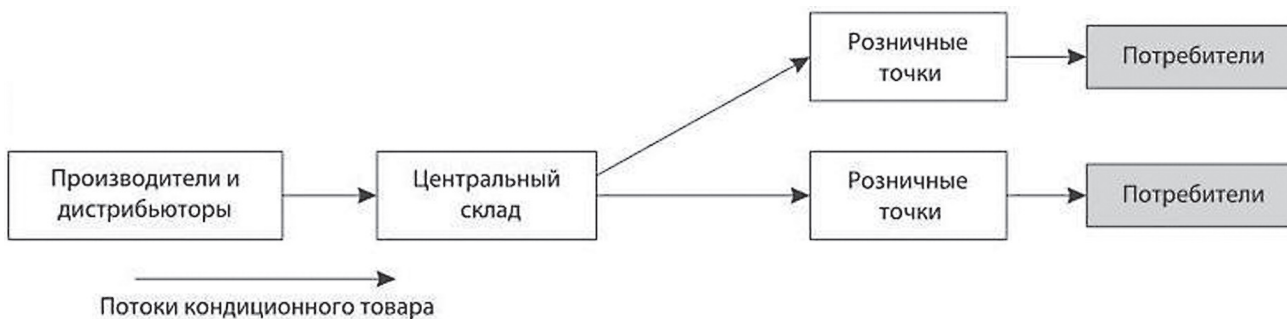 Розничные
точки
Потребители
Производители и
дистрибьюторы
Центральный
склад
Розничные
точки
Потребители
Потоки кондиционного товара